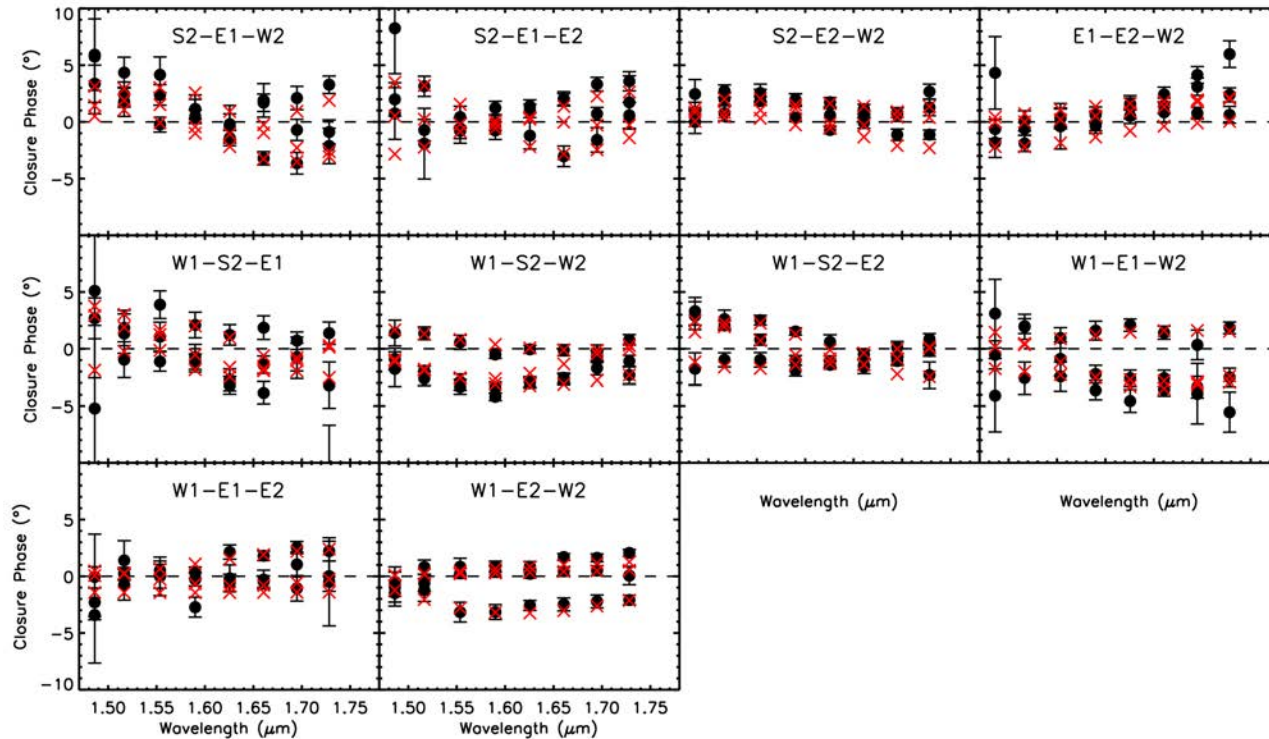 S2-E1-W2 S2-E1-E2 S2-E2-W2 E1-E2-W2
10
5
0
-5
Closure Phase (°)
W1-S2-E1 W1-S2-W2 W1-S2-E2 W1-E1-W2
5
0
-5
Closure Phase (°)
W1-E1-E2 W1-E2-W2
5
0
-5
-10
Closure Phase (°)
Wavelength (μm) Wavelength (μm)
1.50 1.55 1.60 1.65 1.70 1.75 1.50 1.55 1.60 1.65 1.70 1.75
Wavelength (μm) Wavelength (μm)